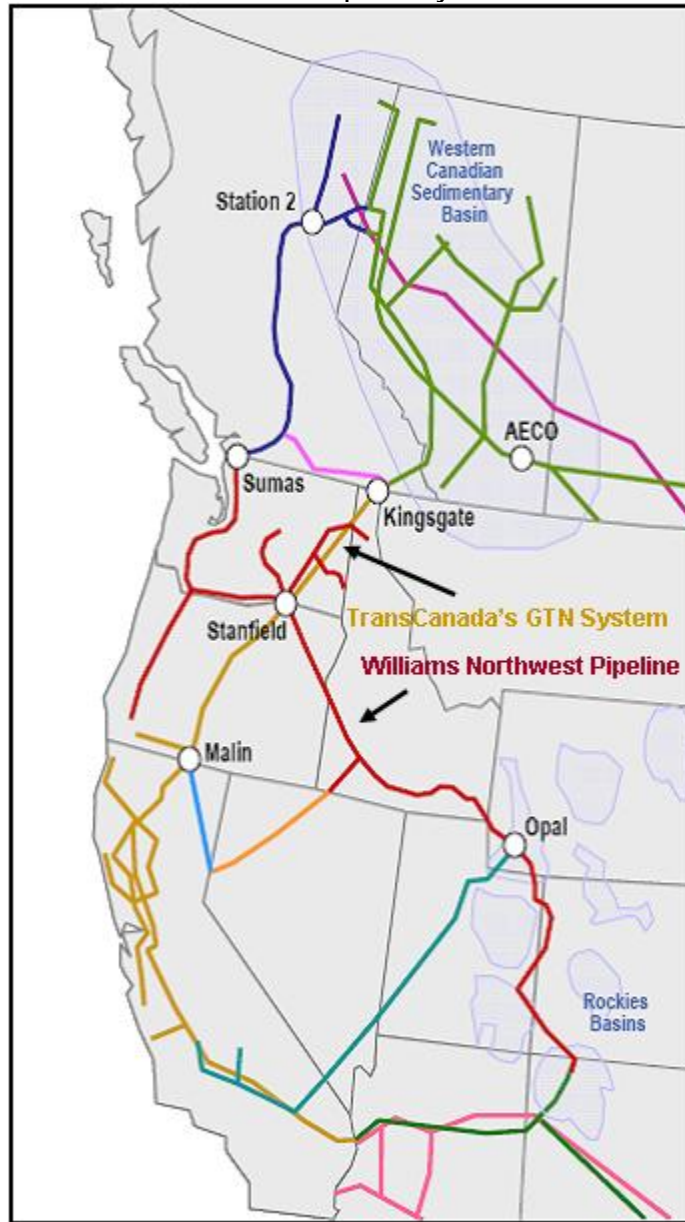 Western
Canadian
Sedimentary
Basin
Station 2
AECO
Sumas
Kingsgate
TransCanada's GTN System
Stanfield
Williams Northwest Pipeline
Malin
Opal
Rockies
Basins